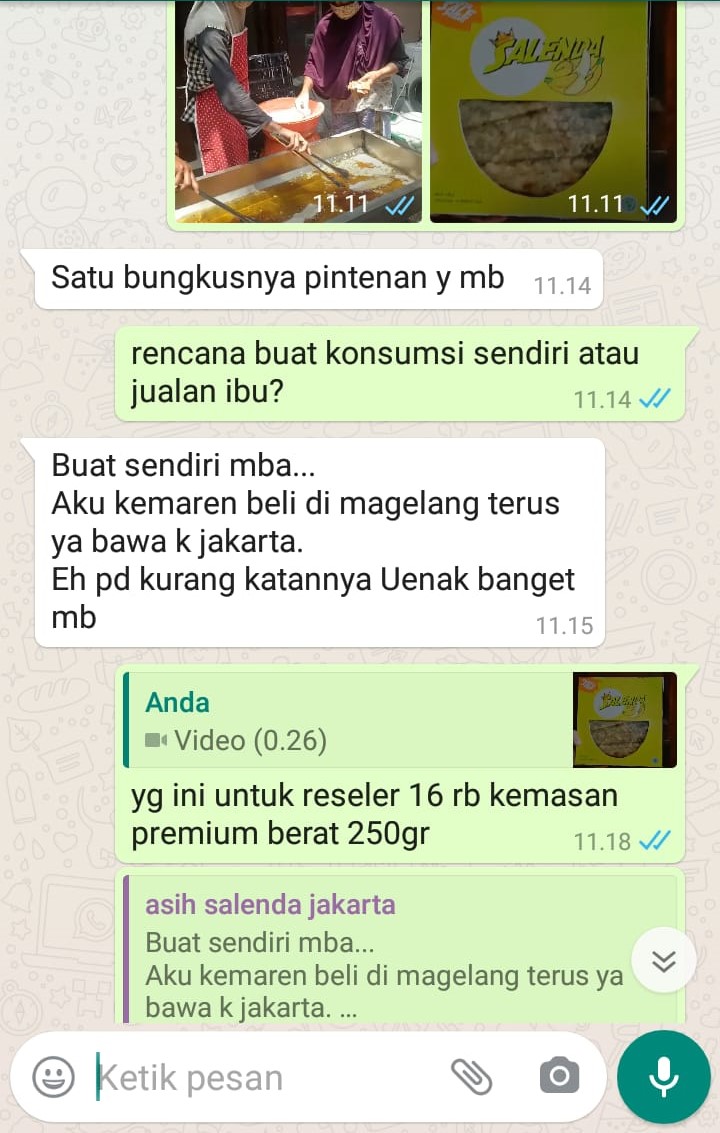 SALE
SALENDA
11.11
11.11
Satu bungkusnya pintenan y mb
11.14
rencana buat konsumsi sendiri atau
jualan ibu?
11.14
Buat sendiri mba...
Aku kemaren beli di magelang terus
ya bawa k jakarta.
Eh pd kurang katannya Uenak banget
mb
11.15
Anda
Video (0.26)
SALENDA
yg ini untuk reseler 16 rb kemasan
premium berat 250gr
11.18
asih salenda jakarta
Buat sendiri mba...
Aku kemaren beli di magelang terus ya
bawa k jakarta. ...
Ketik pesan